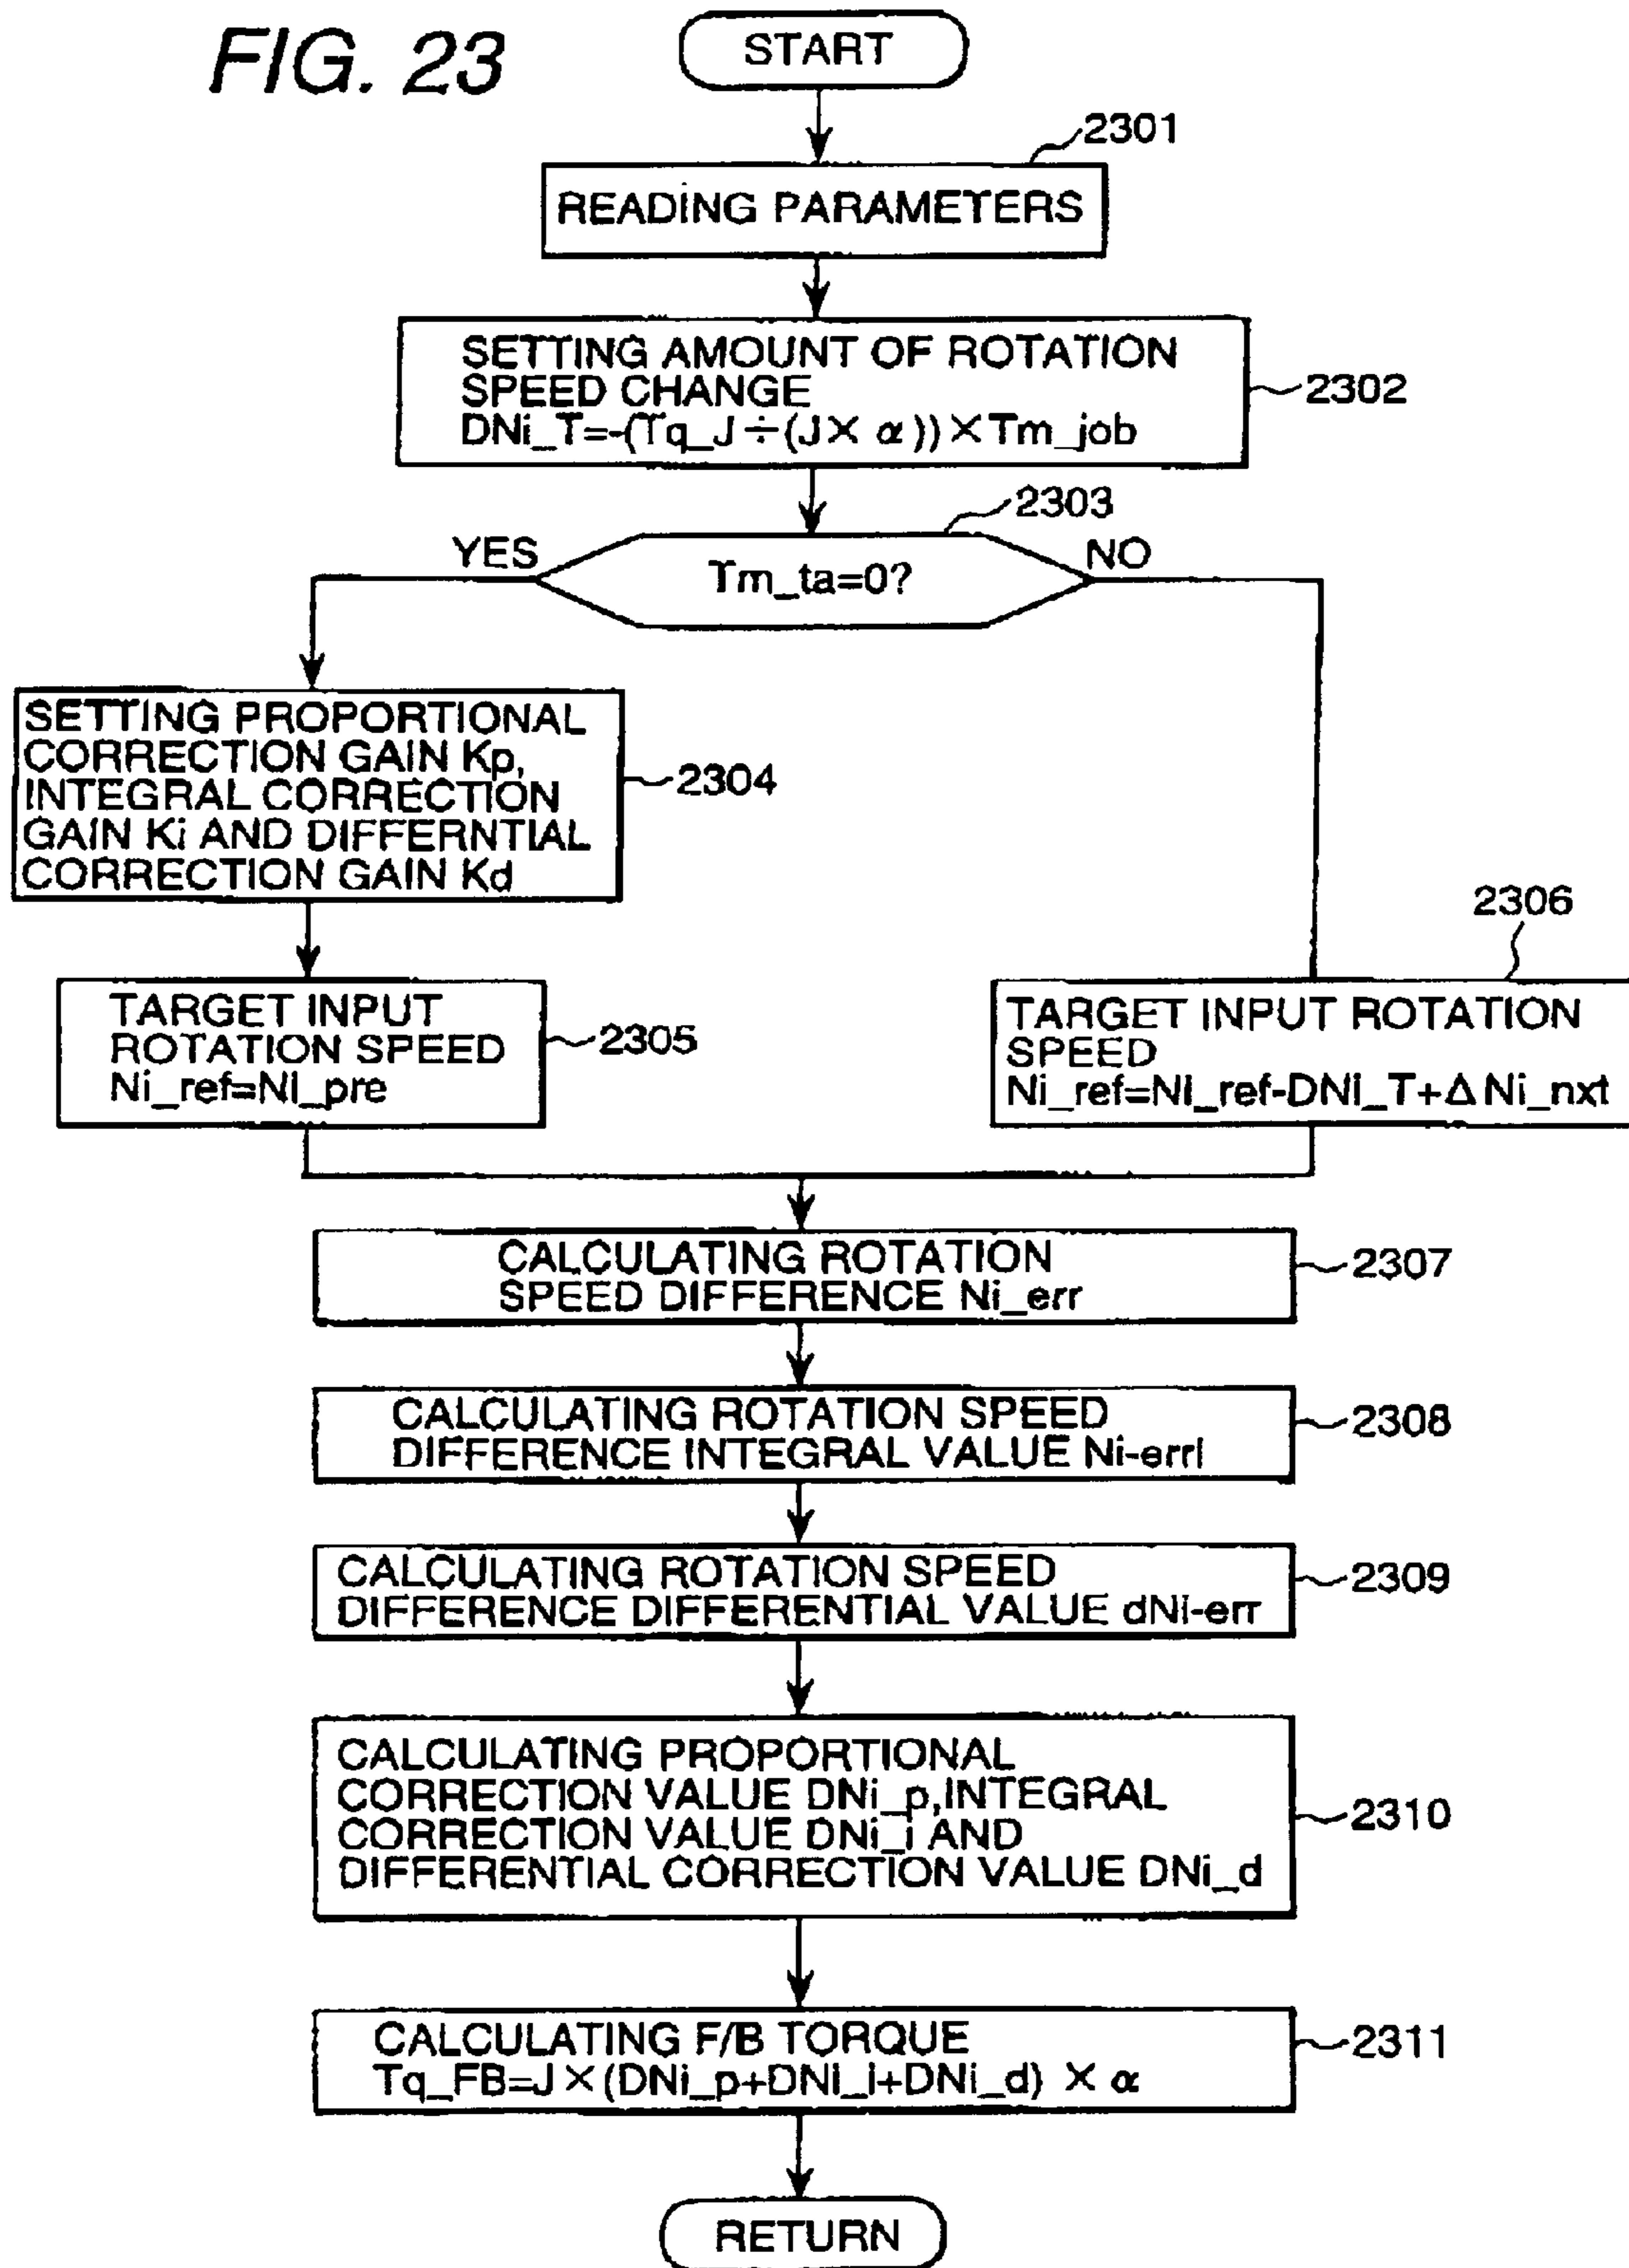 FIG. 23
START
2301
READING PARAMETERS
SETTING AMOUNT OF ROTATION
SPEED CHANGE
DNi_T=-(Tq_J÷(J×α))×Tm_job
2302
2303
YES
NO
Tm_ta=0?
SETTING PROPORTIONAL
CORRECTION GAIN Kp,
INTEGRAL CORRECTION
GAIN Ki AND DIFFERNTIAL
CORRECTION GAIN Kd
2304
2306
TARGET INPUT
ROTATION SPEED
Ni_ref=NI_pre
2305
TARGET INPUT ROTATION
SPEED
Ni_ref=NI_ref-DNI_T+ΔNi_nxt
CALCULATING ROTATION
SPEED DIFFERENCE Ni_err
2307
CALCULATING ROTATION SPEED
DIFFERENCE INTEGRAL VALUE Ni-errI
2308
CALCULATING ROTATION SPEED
DIFFERENCE DIFFERENTIAL VALUE dNi-err
2309
CALCULATING PROPORTIONAL
CORRECTION VALUE DNi_p,INTEGRAL
CORRECTION VALUE DNi_i AND
DIFFERENTIAL CORRECTION VALUE DNi_d
2310
CALCULATING F/B TORQUE
Tq_FB=J×(DNi_p+DNI_I+DNi_d)×α
2311
RETURN